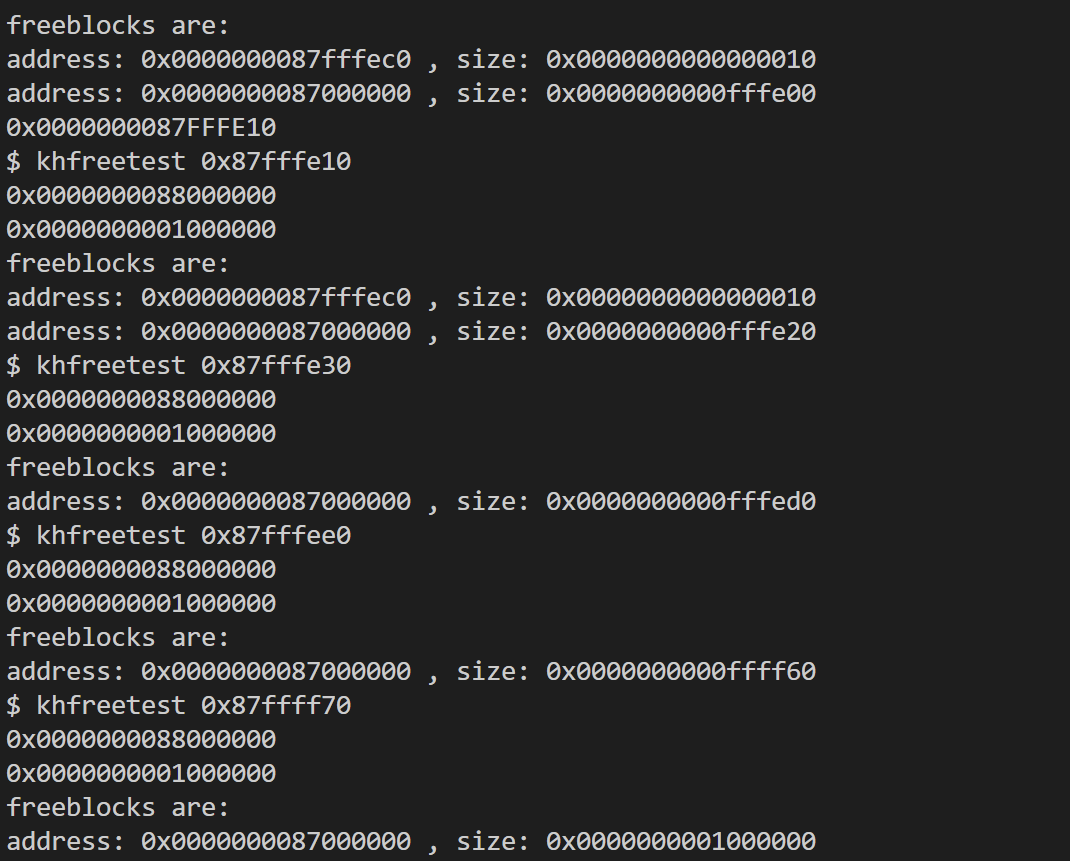 freeblocks are:
address: 0x0000000087fffec0 , size: 0x0000000000000010
address: 0x0000000087000000 , size: 0x0000000000fffe00
0x0000000087FFFE10
$ khfreetest 0x87fffe10
0x0000000088000000
0x0000000001000000
freeblocks are:
address: 0x0000000087fffec0 , size: 0x0000000000000010
address: 0x0000000087000000 , size: 0x0000000000fffe20
$ khfreetest 0x87fffe30
0x0000000088000000
0x0000000001000000
freeblocks are:
address: 0x0000000087000000 , size: 0x0000000000fffed0
$ khfreetest 0x87fffee0
0x0000000088000000
0x0000000001000000
freeblocks are:
address: 0x0000000087000000 , size: 0x0000000000ffff60
$ khfreetest 0x87ffff70
0x0000000088000000
0x0000000001000000
freeblocks are:
address: 0x0000000087000000 , size: 0x0000000001000000